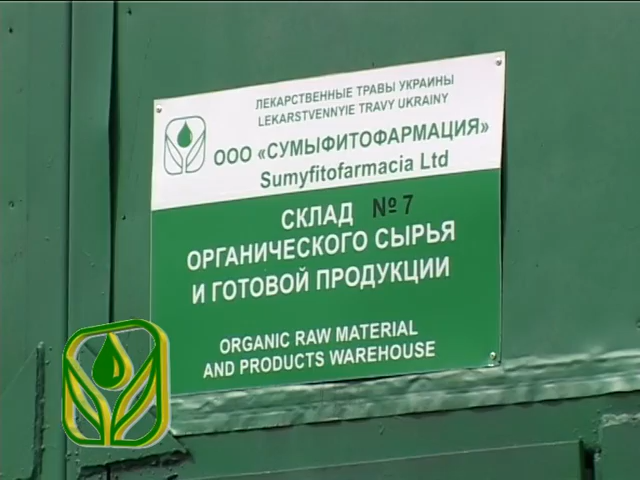 ЛЕКАРСТВЕННЫЕ ТРАВЫ УКРАИНЫ
LEKARSTVENNYIE TRAVY UKRAINY
ООО «СУМЫФИТОФАРМАЦИЯ»
Sumyfitofarmacia Ltd
СКЛАД №7
ОРГАНИЧЕСКОГО СЫРЬЯ
И ГОТОВОЙ ПРОДУКЦИИ
ORGANIC RAW MATERIAL
AND PRODUCTS WAREHOUSE